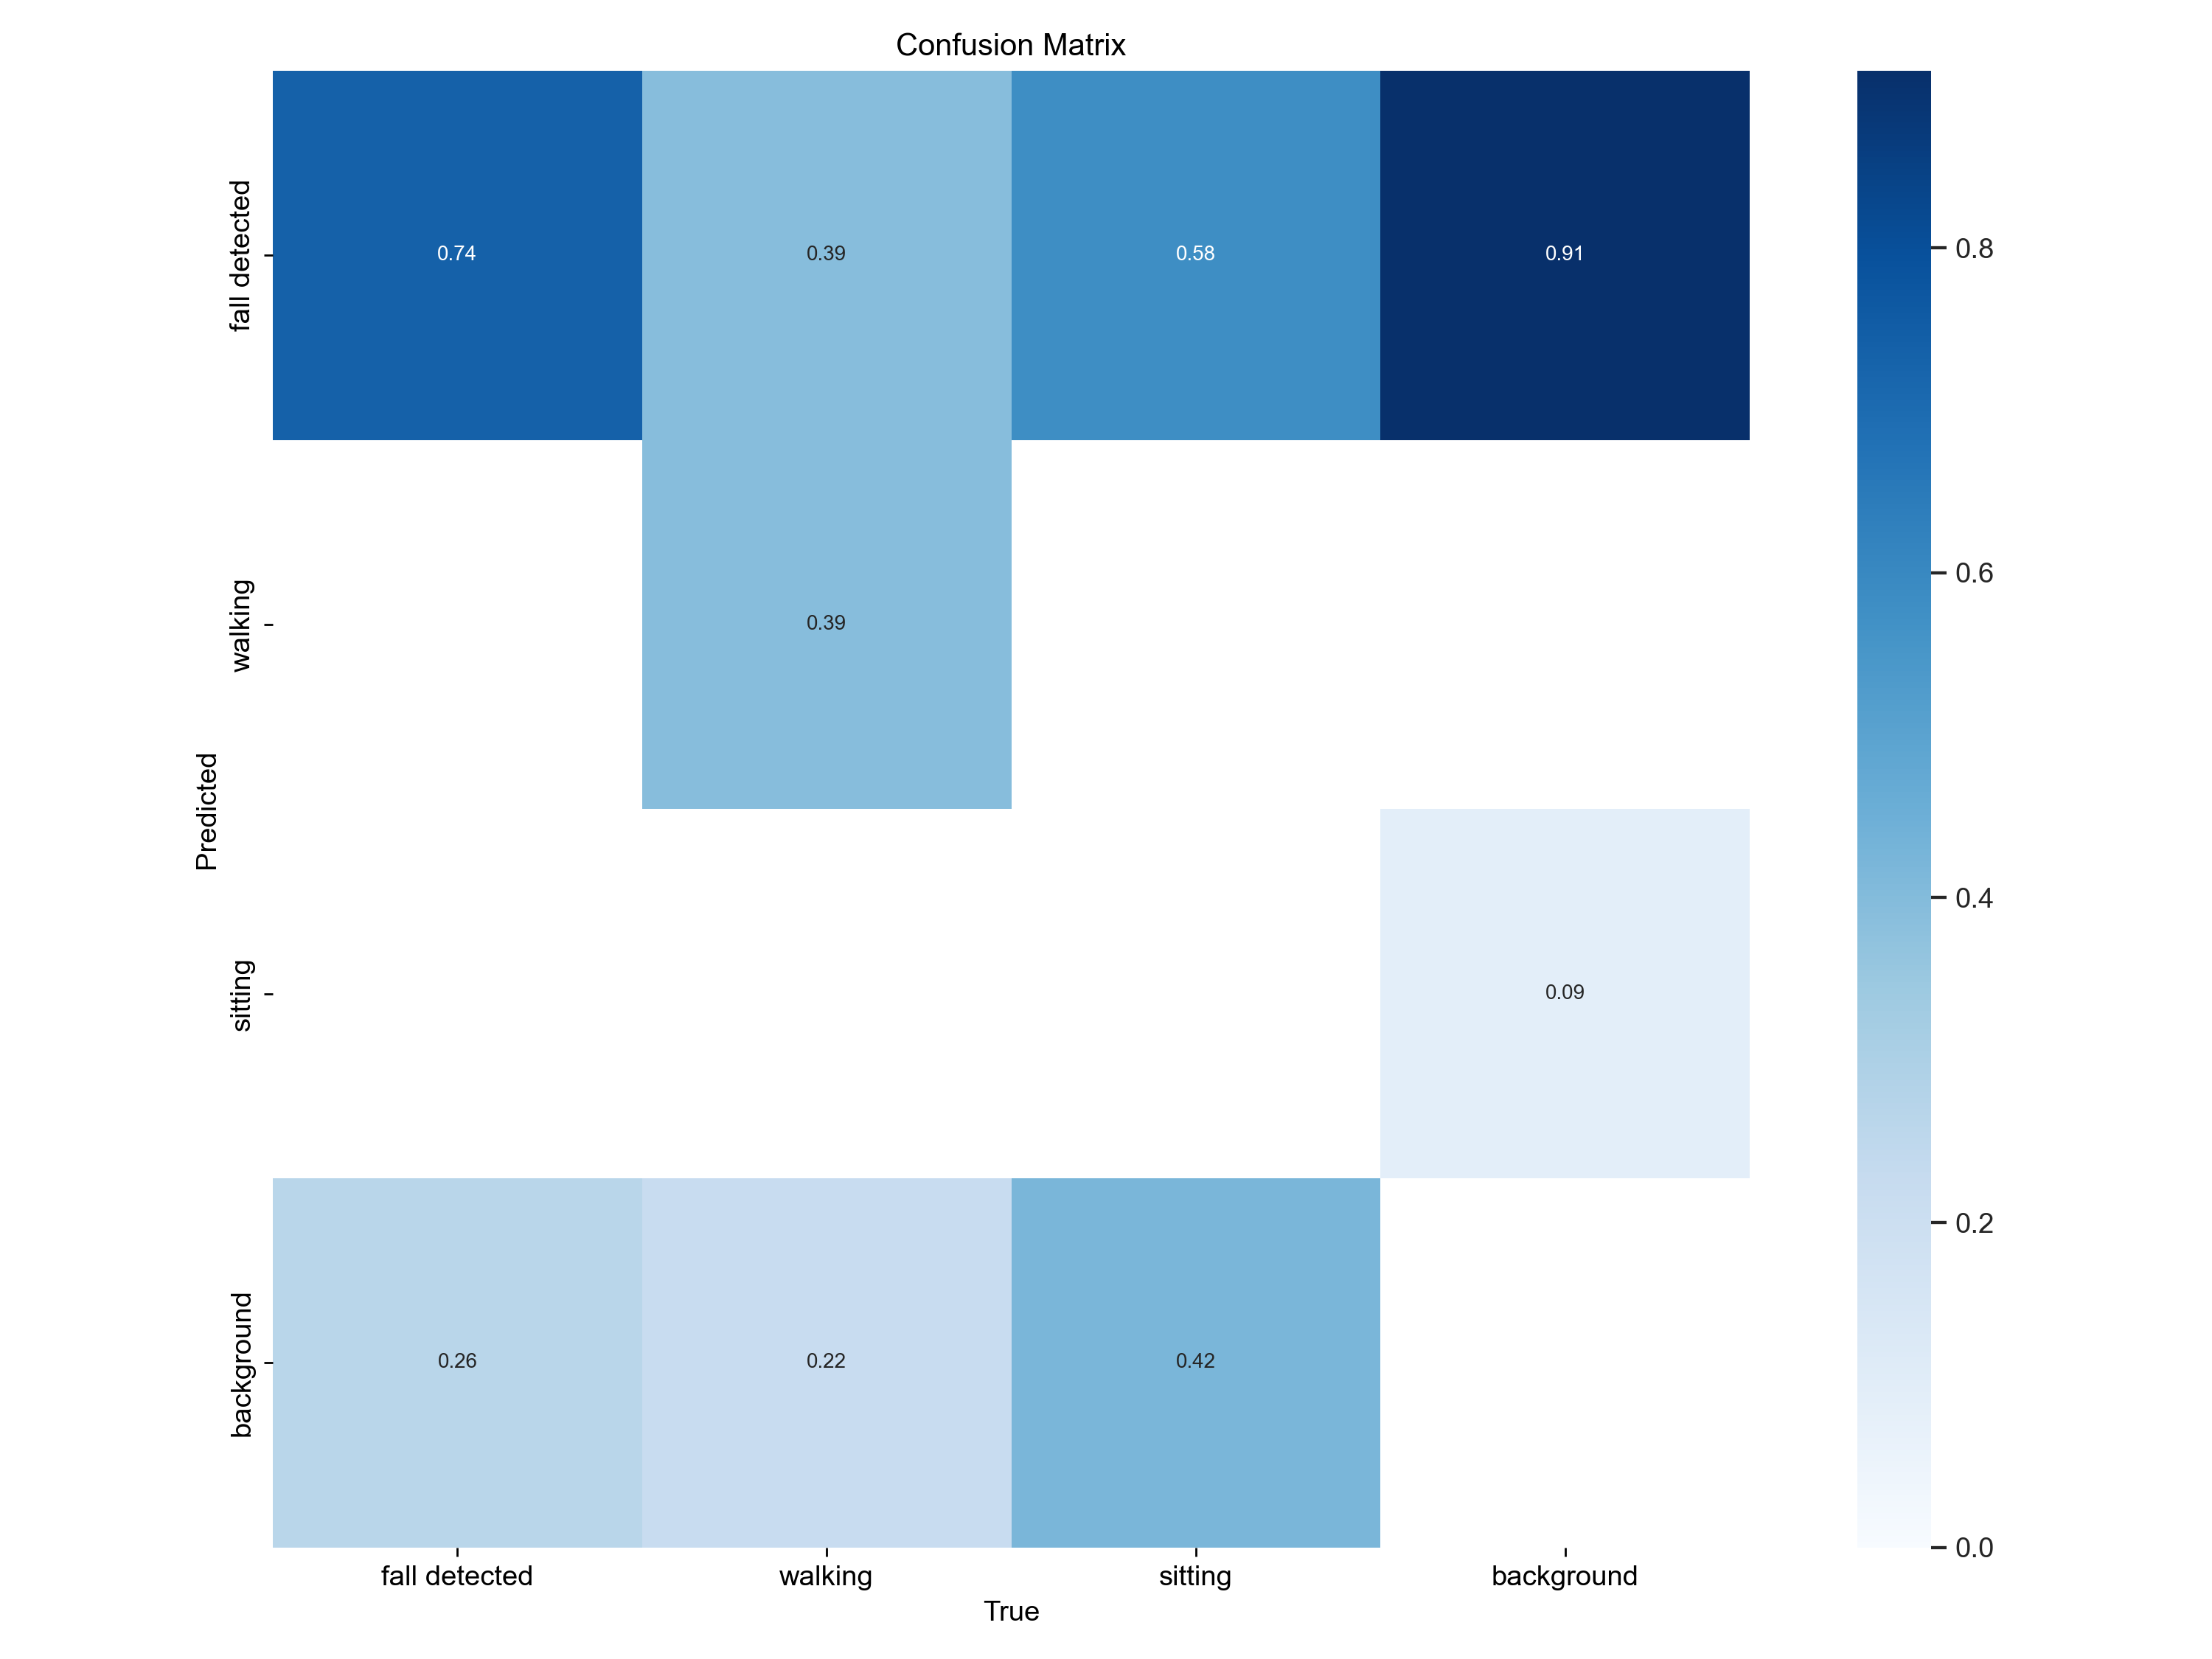 Confusion Matrix
fall detected
0.74
0.39
0.58
0.91
0.8
0.6
walking
0.39
Predicted
0.4
sitting
0.09
0.2
background
0.26
0.22
0.42
0.0
fall detected
walking
sitting
background
True